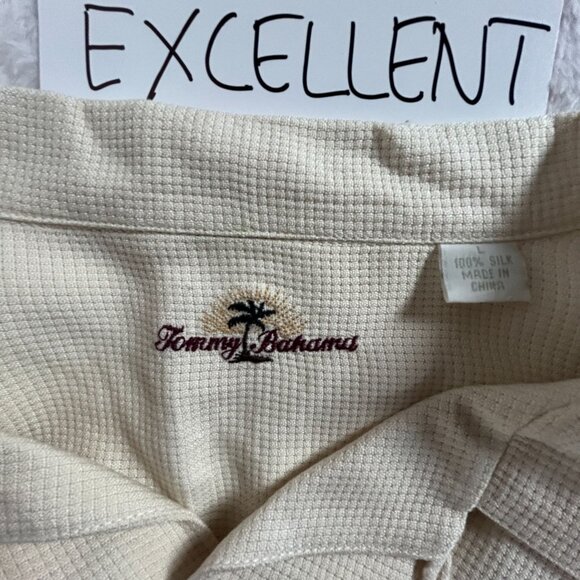 EXCELLENT
L
100% SILK
MADE IN
CHINA
Tommy Bahama